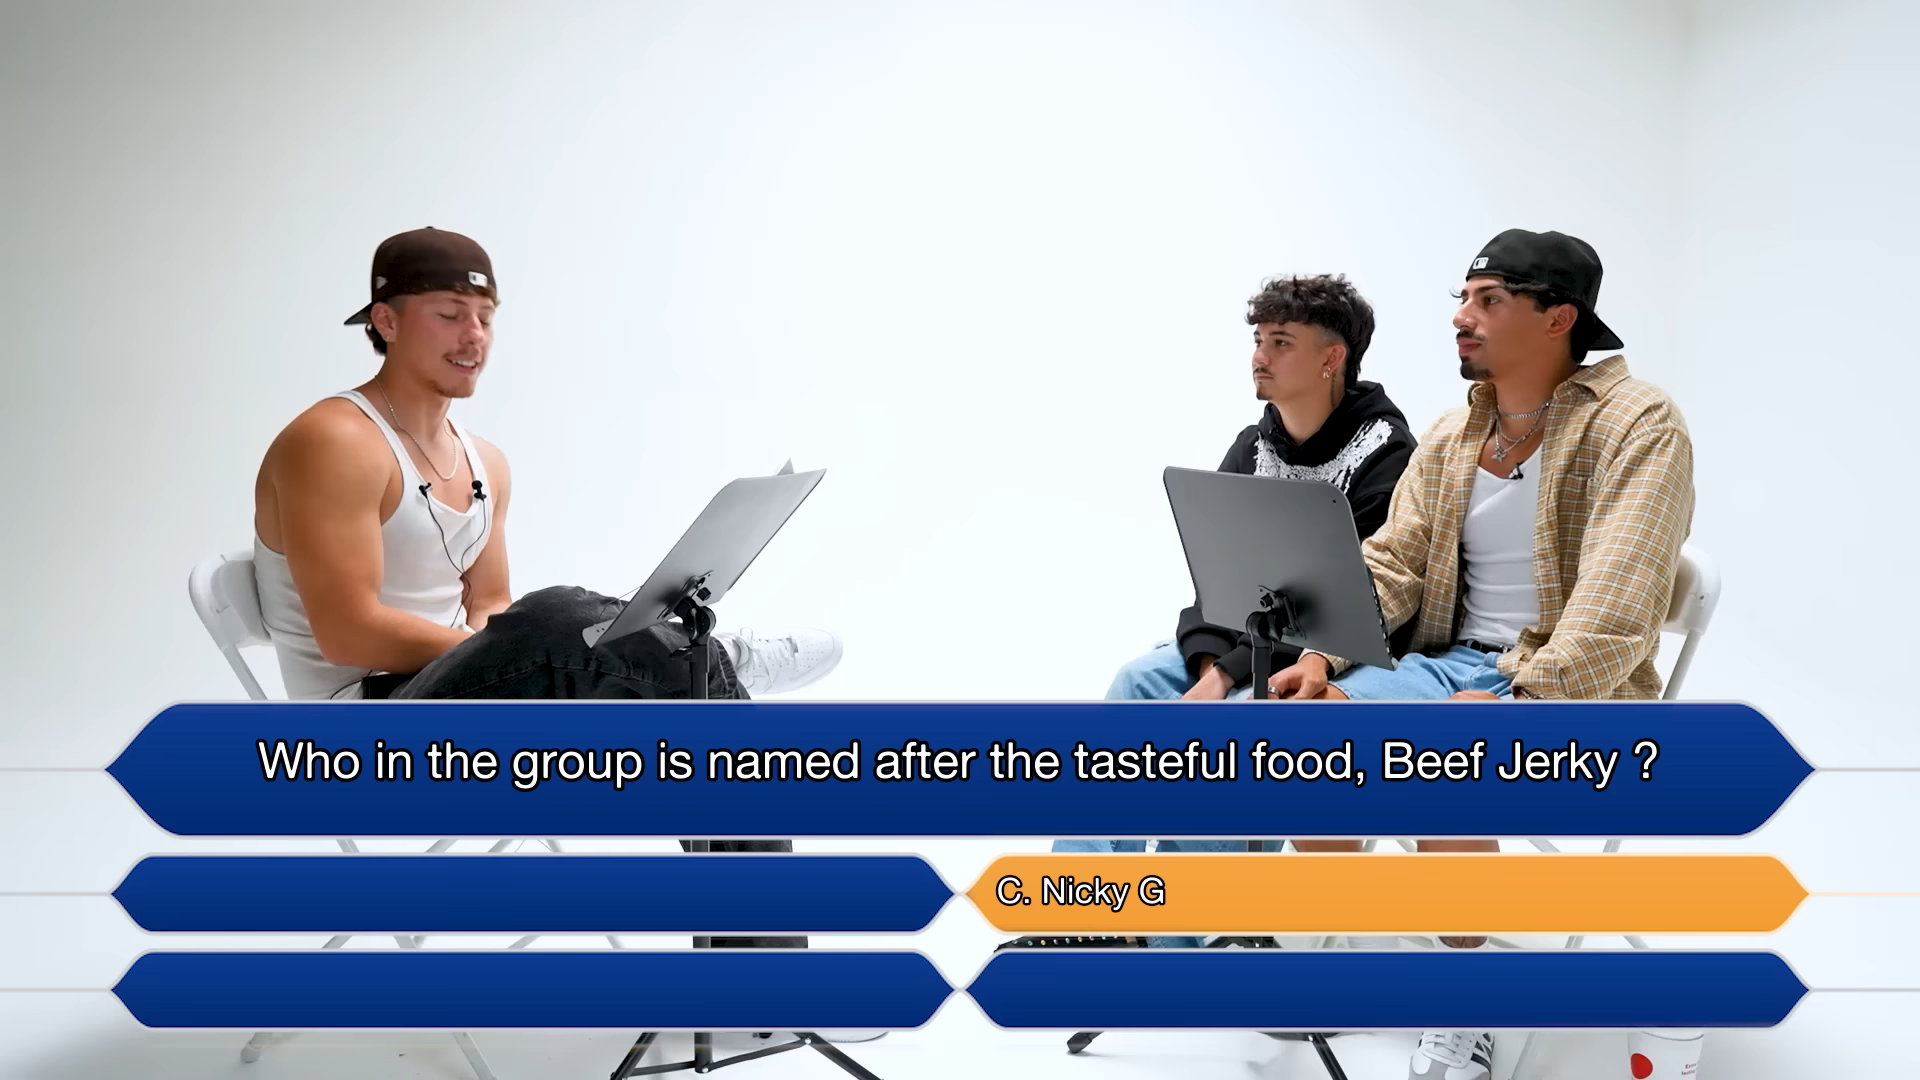 Who in the group is named after the tasteful food, Beef Jerky ?
C. Nicky G